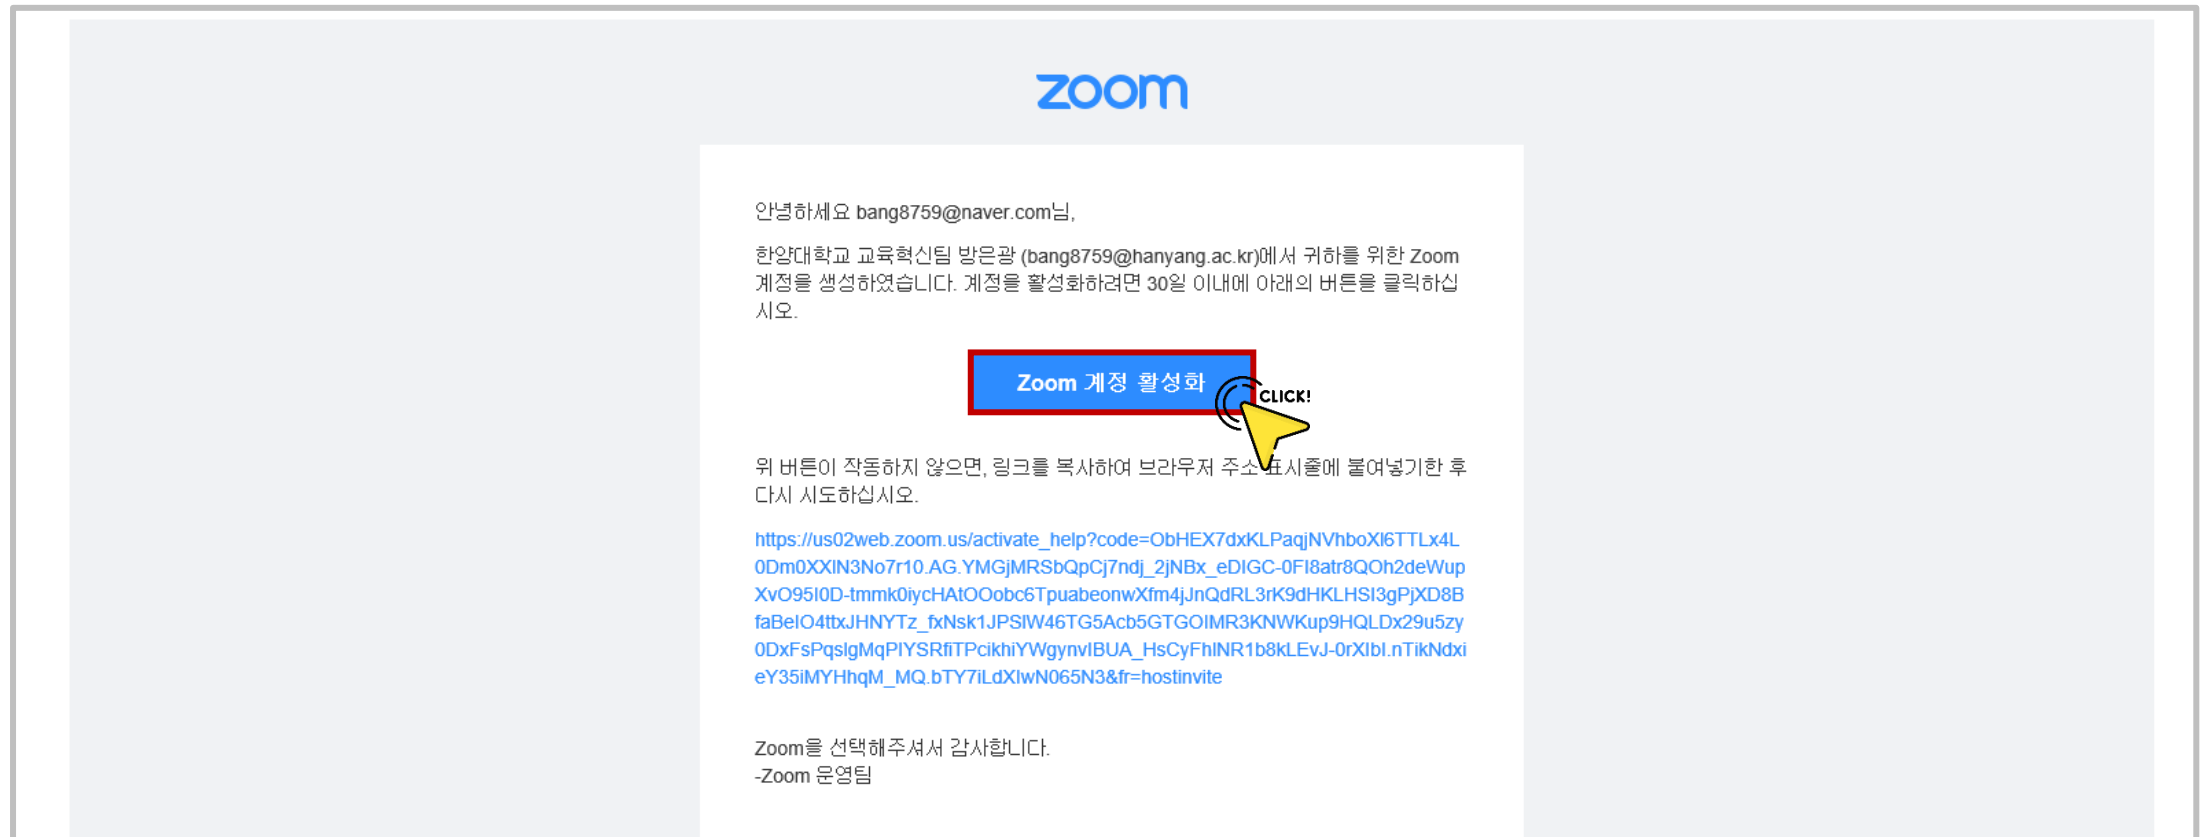 zoom
안녕하세요 bang8759@naver.com님,
한양대학교 교육혁신팀 방은광 (bang8759@hanyang.ac.kr)에서 귀하를 위한 Zoom
계정을 생성하였습니다. 계정을 활성화하려면 30일 이내에 아래의 버튼을 클릭하십
시오.
Zoom 계정 활성화
CLICK!
위 버튼이 작동하지 않으면, 링크를 복사하여 브라우저 주소 표시줄에 붙여넣기한 후
다시 시도하십시오.
https://us02web.zoom.us/activate_help?code=ObHEX7dxKLPaqjNVhboXl6TTLx4L
0Dm0XXlN3No7r10.AG.YMGjMRSbQpCj7ndj_2jNBx_eDIGC-0FI8atr8QOh2deWup
XvO95I0D-tmmk0iycHAtOOobc6TpuabeonwXfm4jJnQdRL3rK9dHKLHSI3gPjXD8B
faBeIO4ttxJHNYTz_fxNsk1JPSlW46TG5Acb5GTGOIMR3KNWKup9HQLDx29u5zy
0DxFsPqslgMqPIYSRfiTPcikhiYWgynvIBUA_HsCyFhlNR1b8kLEvJ-0rXIbI.nTikNdxi
eY35iMYHhqM_MQ.bTY7iLdXIwN065N3&fr=hostinvite
Zoom을 선택해주셔서 감사합니다.
-Zoom 운영팀